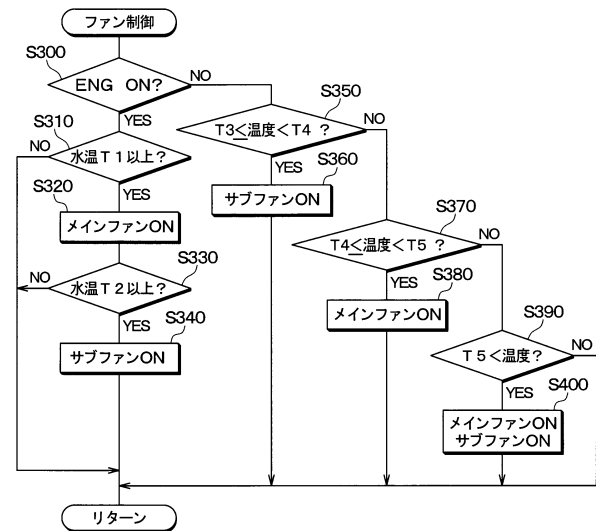 ファン制御
S300
ENG ON?
NO
YES
S310
水温T1以上?
NO
YES
S320
メインファンON
S330
水温T2以上?
NO
YES
S340
サブファンON
S350
T3≦温度<T4 ?
NO
YES
S360
サブファンON
S370
T4≦温度<T5 ?
NO
YES
S380
メインファンON
S390
T5<温度?
NO
YES
S400
メインファンON
サブファンON
リターン